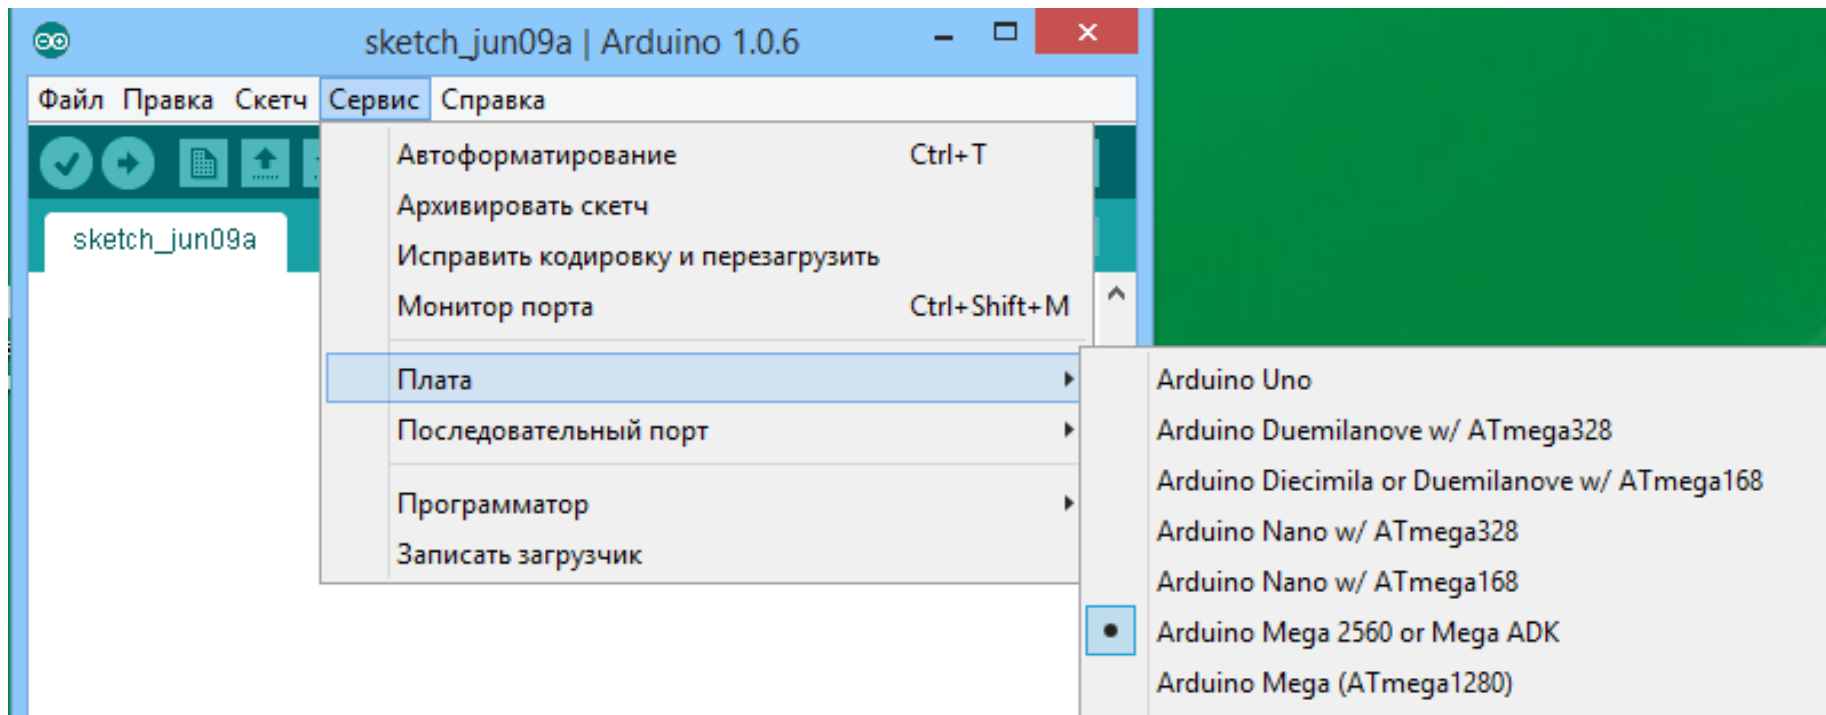 sketch_jun09a | Arduino 1.0.6
Файл Правка Скетч Сервис Справка
sketch_jun09a
Автоформатирование Ctrl+T
Архивировать скетч
Исправить кодировку и перезагрузить
Монитор порта Ctrl+Shift+M
Плата
Последовательный порт
Программатор
Записать загрузчик
Arduino Uno
Arduino Duemilanove w/ ATmega328
Arduino Diecimila or Duemilanove w/ ATmega168
Arduino Nano w/ ATmega328
Arduino Nano w/ ATmega168
Arduino Mega 2560 or Mega ADK
Arduino Mega (ATmega1280)